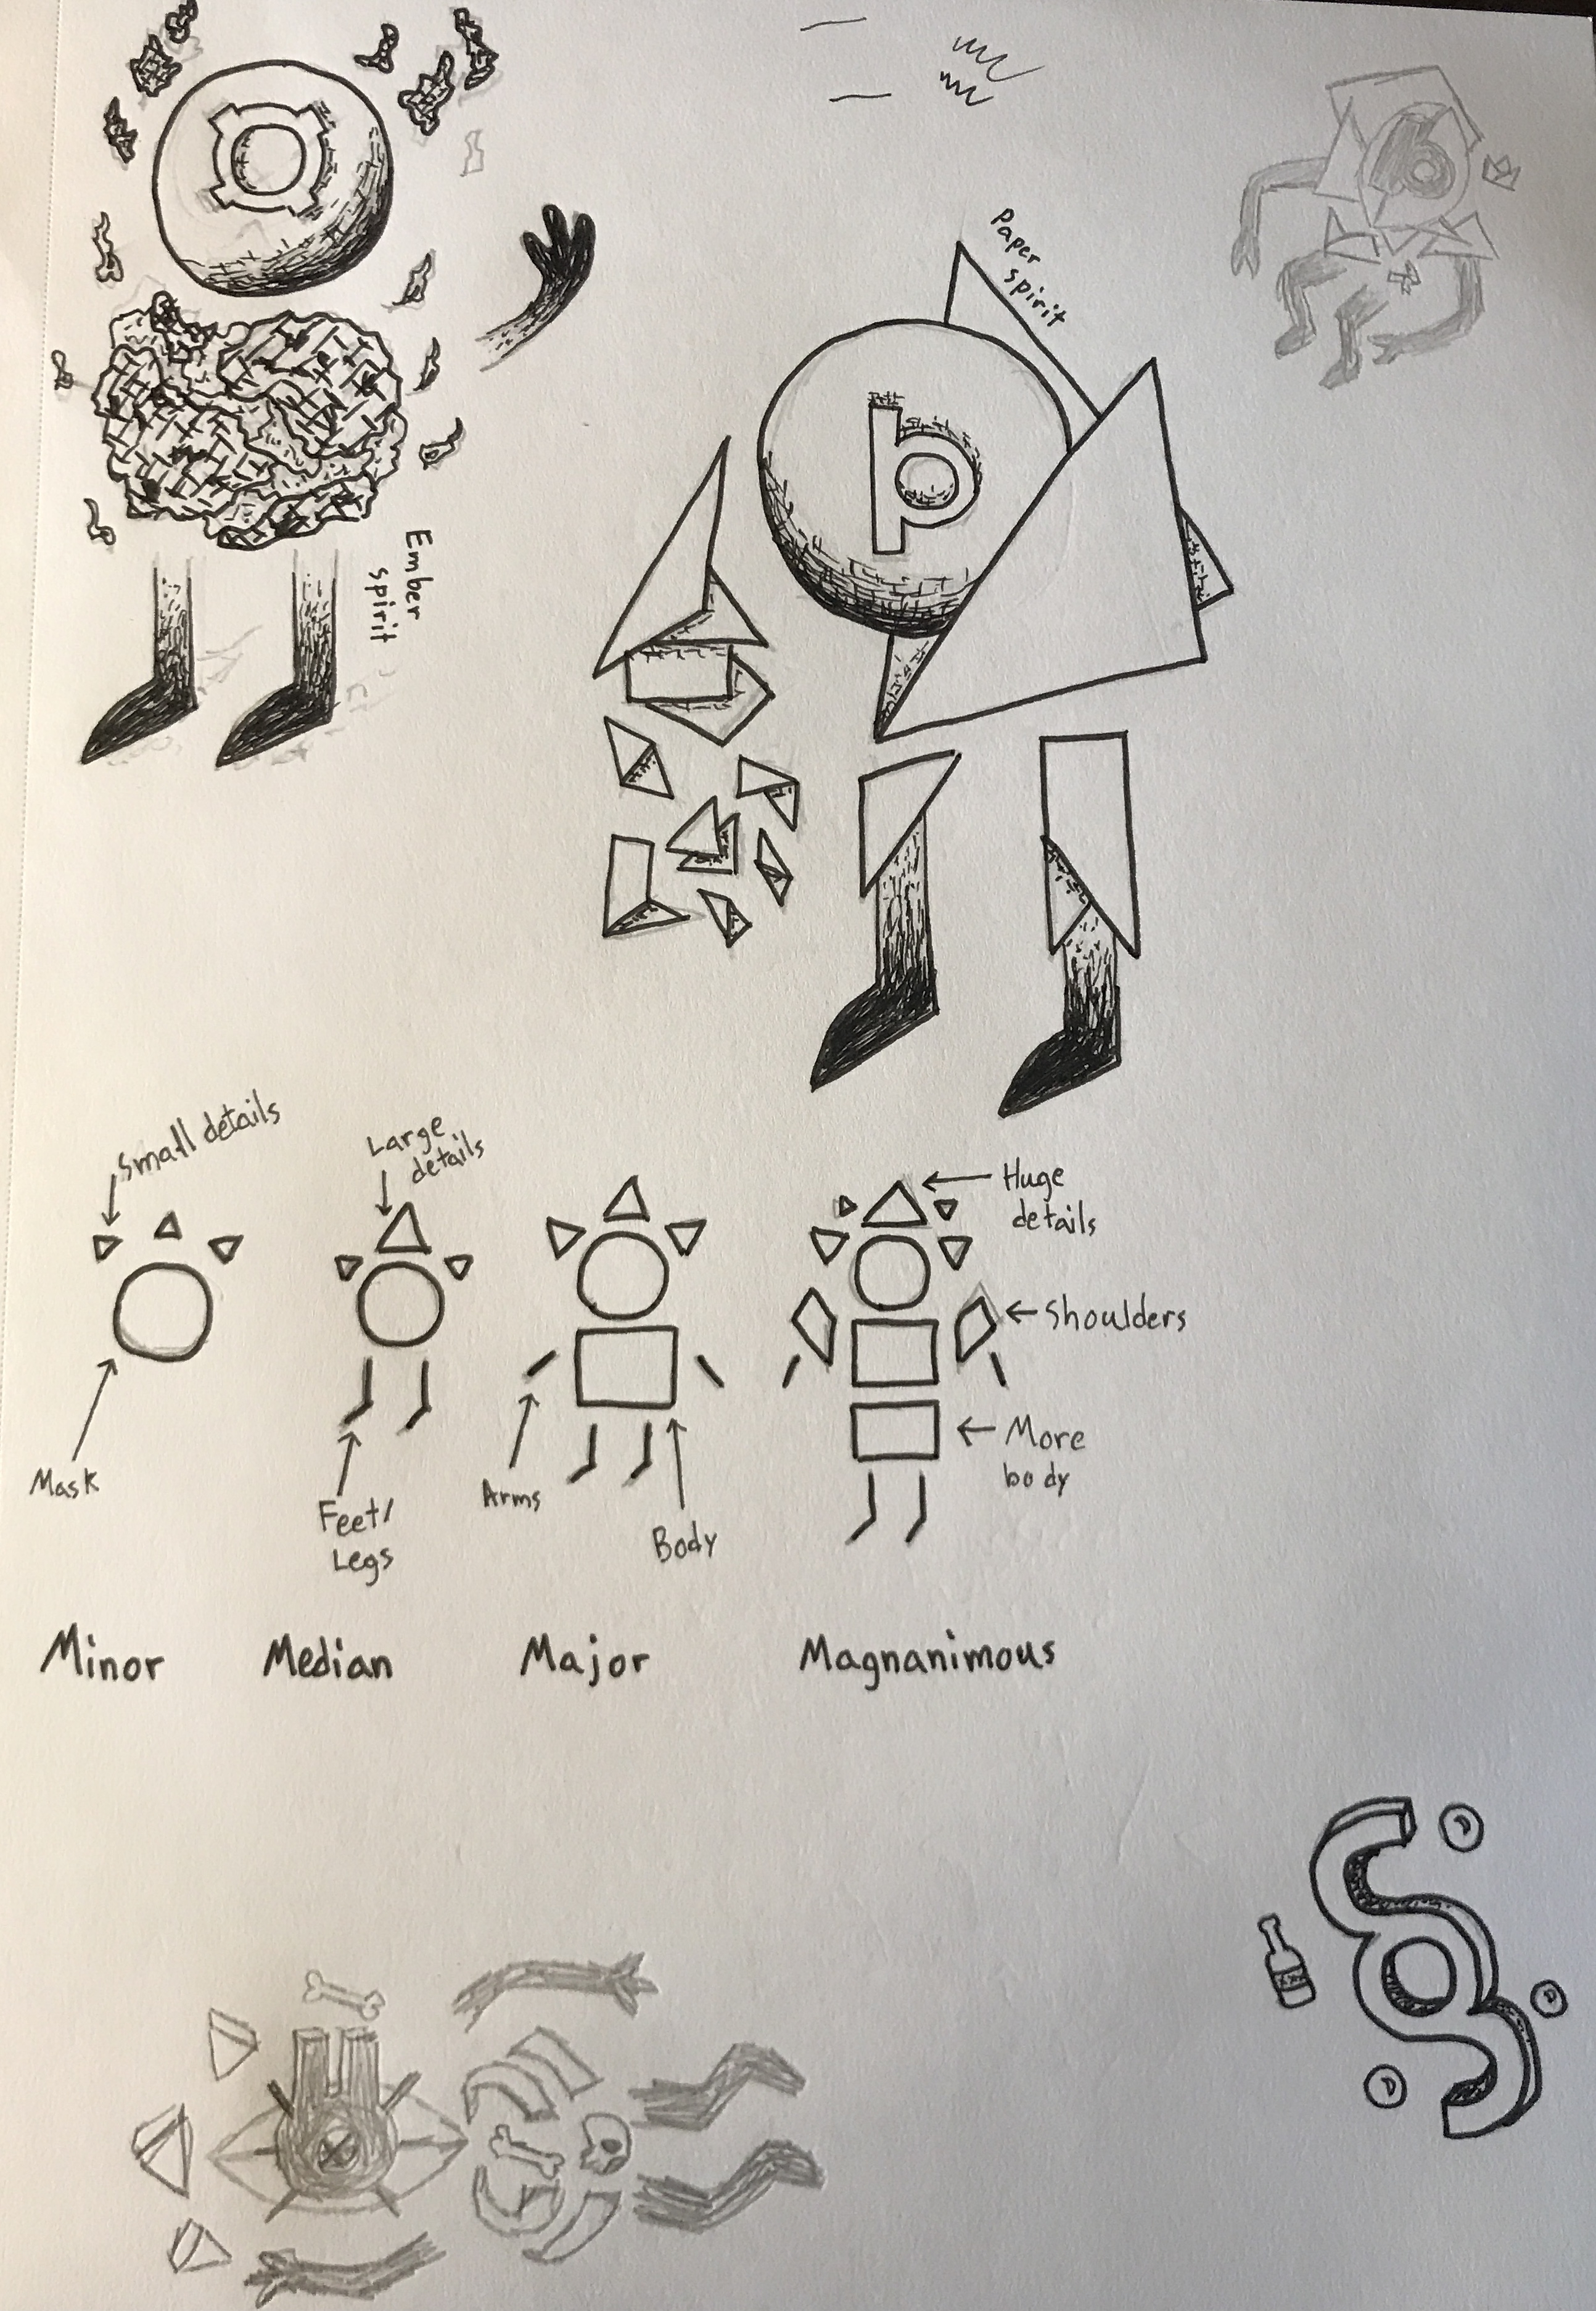 Paper
spirit
Ember
spirit
Small details
Large
details
Huge
details
Shoulders
More
body
Mask
Feet/
Legs
Arms
Body
Minor
Median
Major
Magnanimous